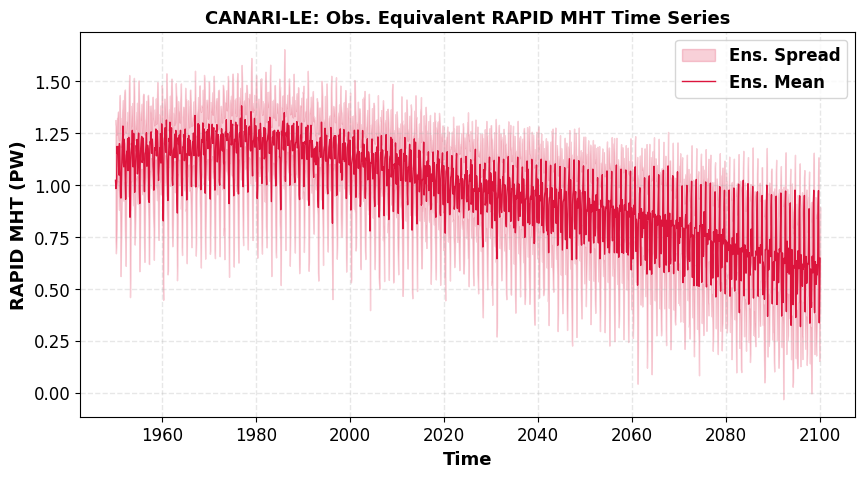 CANARI-LE: Obs. Equivalent RAPID MHT Time Series
Ens. Spread
Ens. Mean
RAPID MHT (PW)
1.50
1.25
1.00
0.75
0.50
0.25
0.00
1960 1980 2000 2020 2040 2060 2080 2100
Time